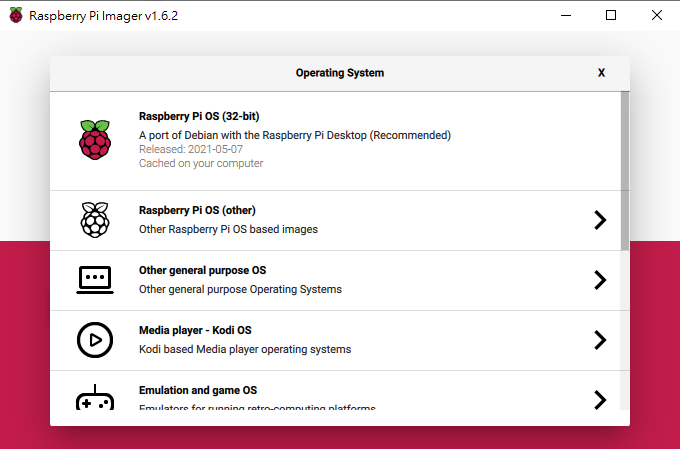 Raspberry Pi Imager v1.6.2
Operating System
X
Raspberry Pi OS (32-bit)
A port of Debian with the Raspberry Pi Desktop (Recommended)
Released: 2021-05-07
Cached on your computer
Raspberry Pi OS (other)
Other Raspberry Pi OS based images
Other general purpose OS
Other general purpose Operating Systems
Media player - Kodi OS
Kodi based Media player operating systems
Emulation and game OS
Emulators for running retro-computing platforms